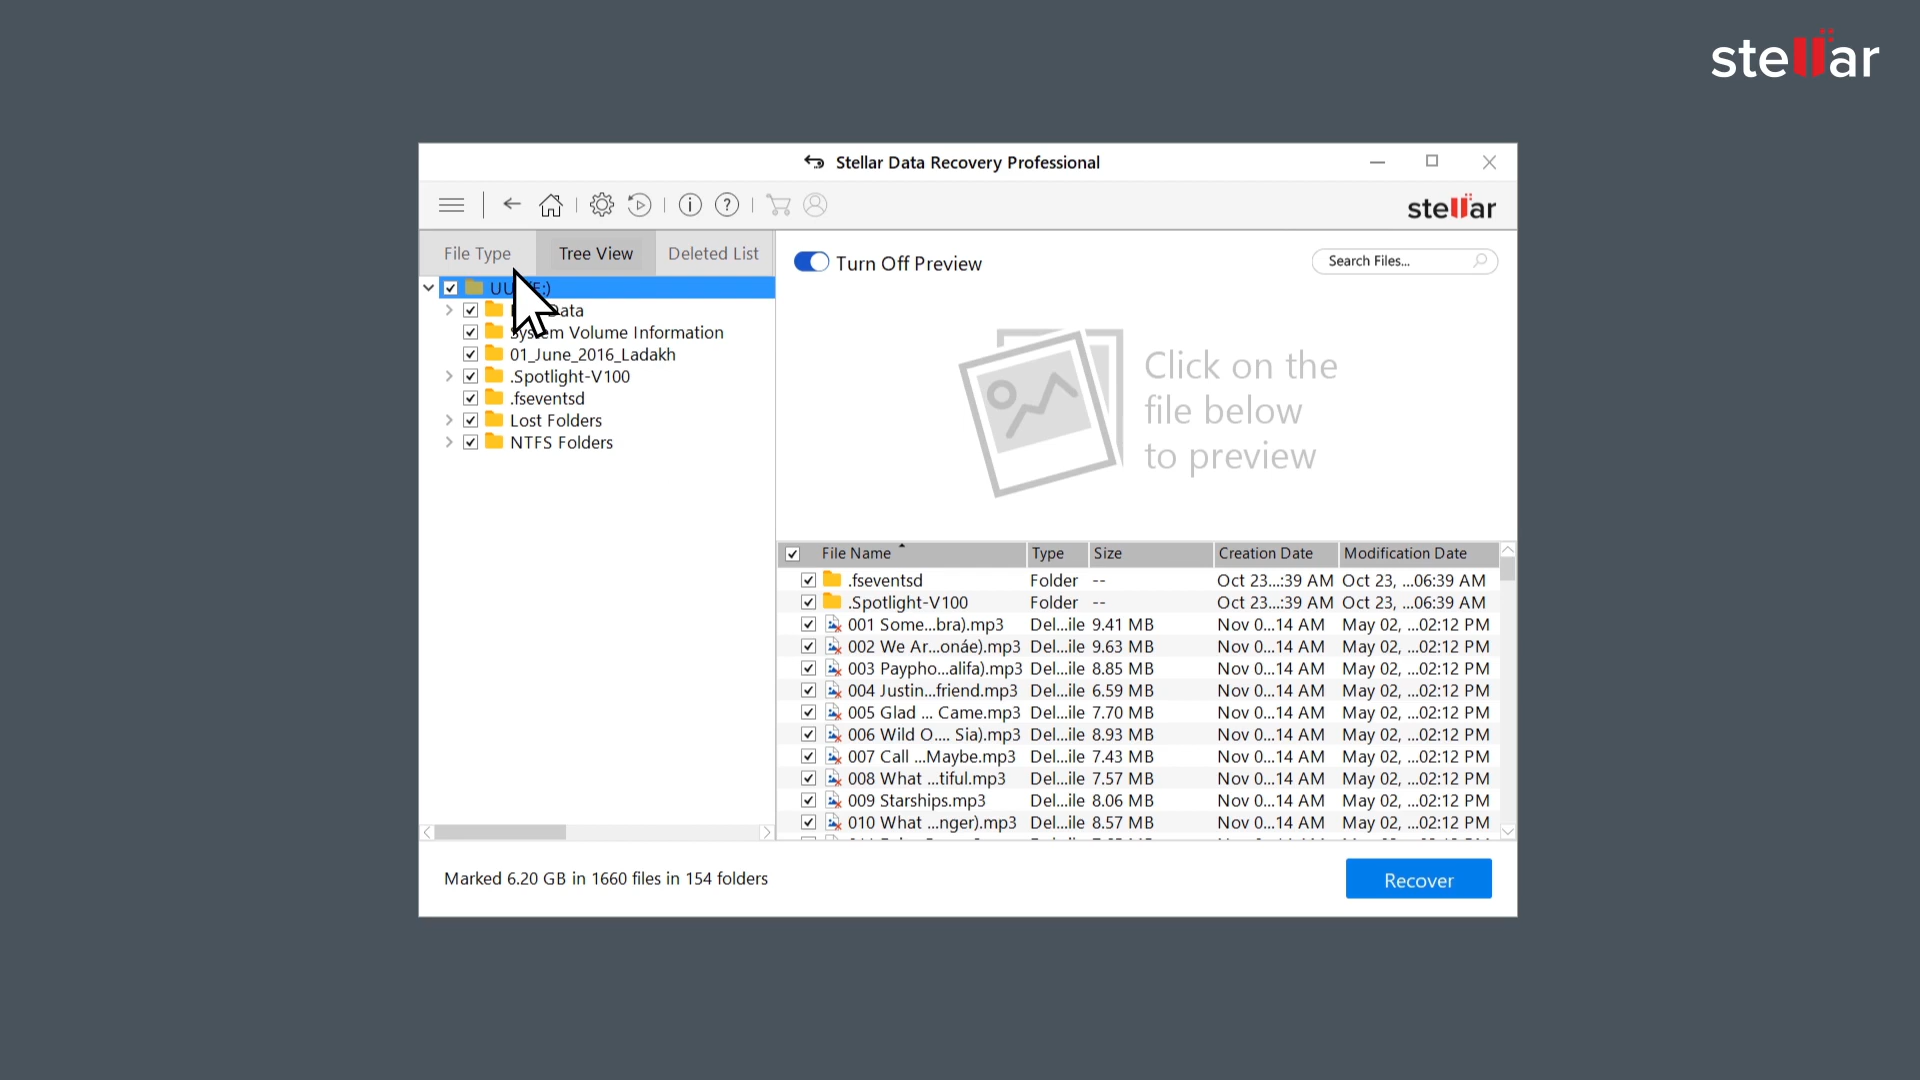 stellar
Stellar Data Recovery Professional
stellar
File Type
Tree View
Deleted List
Turn Off Preview
Search Files...
Data
System Volume Information
01_June_2016_Ladakh
.Spotlight-V100
.fseventsd
Lost Folders
NTFS Folders
Click on the
file below
to preview
File Name Type Size Creation Date Modification Date
.fseventsd Folder -- Oct 23...:39 AM Oct 23, ...06:39 AM
.Spotlight-V100 Folder -- Oct 23...:39 AM Oct 23, ...06:39 AM
001 Some...bra).mp3 Del...ile 9.41 MB Nov 0...14 AM May 02, ...02:12 PM
002 We Ar...onáe).mp3 Del...ile 9.63 MB Nov 0...14 AM May 02, ...02:12 PM
003 Paypho...alifa).mp3 Del...ile 8.85 MB Nov 0...14 AM May 02, ...02:12 PM
004 Justin...friend.mp3 Del...ile 6.59 MB Nov 0...14 AM May 02, ...02:12 PM
005 Glad ... Came.mp3 Del...ile 7.70 MB Nov 0...14 AM May 02, ...02:12 PM
006 Wild O.... Sia).mp3 Del...ile 8.93 MB Nov 0...14 AM May 02, ...02:12 PM
007 Call ...Maybe.mp3 Del...ile 7.43 MB Nov 0...14 AM May 02, ...02:12 PM
008 What ...tiful.mp3 Del...ile 7.57 MB Nov 0...14 AM May 02, ...02:12 PM
009 Starships.mp3 Del...ile 8.06 MB Nov 0...14 AM May 02, ...02:12 PM
010 What ...nger).mp3 Del...ile 8.57 MB Nov 0...14 AM May 02, ...02:12 PM
Marked 6.20 GB in 1660 files in 154 folders
Recover